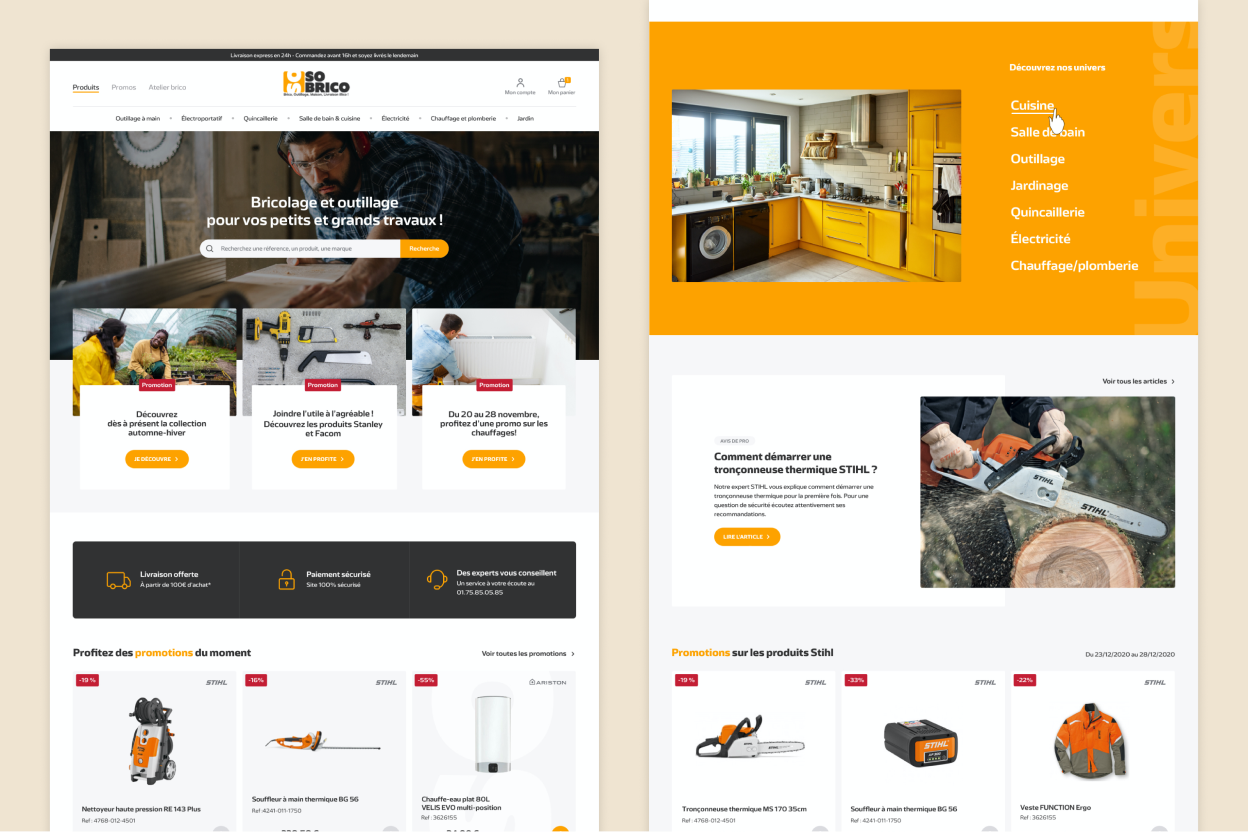 Livraison express en 24h - Commandez avant 16h et soyez livrés le lendemain
Produits
Promos
Atelier brico
SO
BRICO
Mon compte
Mon panier
Outillage à main
Électroportatif
Quincaillerie
Salle de bain & cuisine
Électricité
Chauffage et plomberie
Jardin
Bricolage et outillage
pour vos petits et grands travaux !
Recherchez une réference, un produit, une marque
Recherche
Promotion
Découvrez
dès à présent la collection
automne-hiver
JE DÉCOUVRE
Promotion
Joindre l'utile à l'agréable !
Découvrez les produits Stanley
et Facom
J'EN PROFITE
Promotion
Du 20 au 28 novembre,
profitez d'une promo sur les
chauffages!
J'EN PROFITE
Livraison offerte
À partir de 100€ d'achat*
Paiement sécurisé
Site 100% sécurisé
Des experts vous conseillent
Un service à votre écoute au
01.75.85.05.85
Profitez des promotions du moment
Voir toutes les promotions
-19 %
STIHL
Nettoyeur haute pression RE 143 Plus
Ref : 4768-012-4501
-16%
STIHL
Souffleur à main thermique BG 56
Ref : 4241-011-1750
-55%
ARISTON
Chauffe-eau plat 80L
VELIS EVO multi-position
Ref : 3626155
Univers
Découvrez nos univers
Cuisine
Salle de bain
Outillage
Jardinage
Quincaillerie
Électricité
Chauffage/plomberie
Voir tous les articles
AVIS DE PRO
Comment démarrer une
tronçonneuse thermique STIHL ?
Notre expert STIHL vous explique comment démarrer une
tronçonneuse thermique pour la première fois. Pour une
question de sécurité écoutez attentivement ses
recommandations.
LIRE L'ARTICLE
STIHL
STIHL
Promotions sur les produits Stihl
Du 23/12/2020 au 28/12/2020
-19 %
STIHL
Tronçonneuse thermique MS 170 35cm
Ref : 4768-012-4501
-33%
STIHL
STIHL
Souffleur à main thermique BG 56
Ref : 4241-011-1750
-22%
STIHL
Veste FUNCTION Ergo
Ref : 3626155